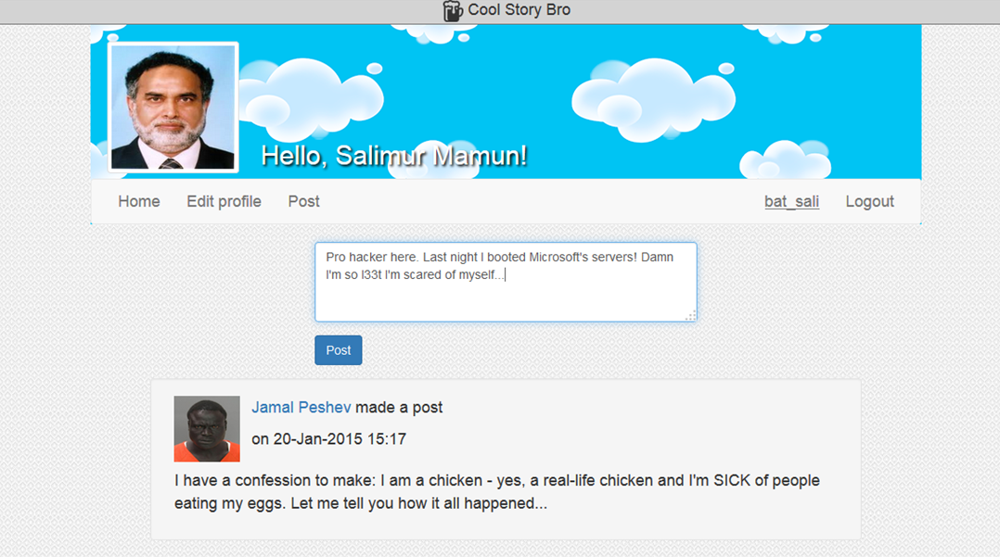 Cool Story Bro
Hello, Salimur Mamun!
Home Edit profile Post bat_sali Logout
Pro hacker here. Last night I booted Microsoft's servers! Damn
I'm so l33t I'm scared of myself...
Post
Jamal Peshev made a post
on 20-Jan-2015 15:17
I have a confession to make: I am a chicken - yes, a real-life chicken and I'm SICK of people
eating my eggs. Let me tell you how it all happened...